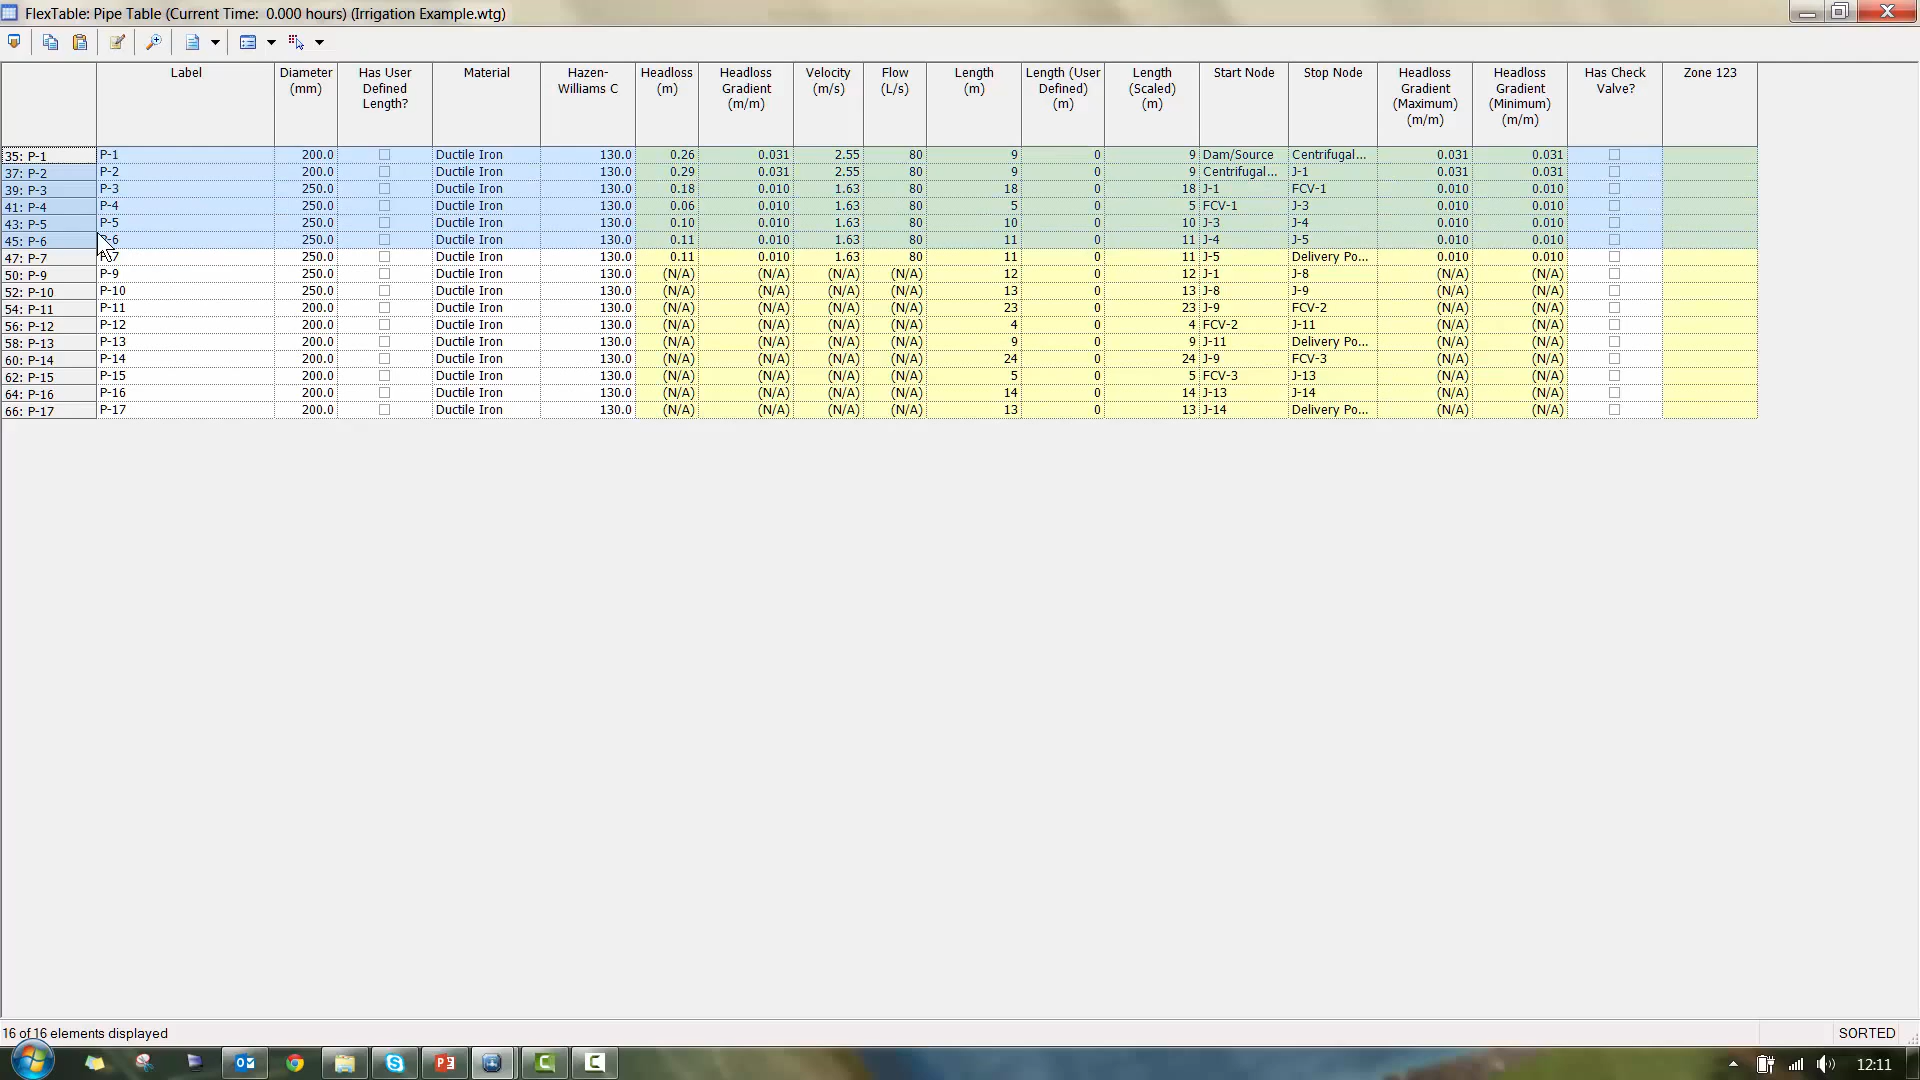 FlexTable: Pipe Table (Current Time: 0.000 hours) (Irrigation Example.wtg)
Label Diameter (mm) Has User Defined Length? Material Hazen-Williams C Headloss (m) Headloss Gradient (m/m) Velocity (m/s) Flow (L/s) Length (m) Length (User Defined) (m) Length (Scaled) (m) Start Node Stop Node Headloss Gradient (Maximum) (m/m) Headloss Gradient (Minimum) (m/m) Has Check Valve? Zone 123
35: P-1 P-1 200.0 Ductile Iron 130.0 0.26 0.031 2.55 80 9 0 9 Dam/Source Centrifugal... 0.031 0.031
37: P-2 P-2 200.0 Ductile Iron 130.0 0.29 0.031 2.55 80 9 0 9 Centrifugal... J-1 0.031 0.031
39: P-3 P-3 250.0 Ductile Iron 130.0 0.18 0.010 1.63 80 18 0 18 J-1 FCV-1 0.010 0.010
41: P-4 P-4 250.0 Ductile Iron 130.0 0.06 0.010 1.63 80 5 0 5 FCV-1 J-3 0.010 0.010
43: P-5 P-5 250.0 Ductile Iron 130.0 0.10 0.010 1.63 80 10 0 10 J-3 J-4 0.010 0.010
45: P-6 P-6 250.0 Ductile Iron 130.0 0.11 0.010 1.63 80 11 0 11 J-4 J-5 0.010 0.010
47: P-7 P-7 250.0 Ductile Iron 130.0 0.11 0.010 1.63 80 11 0 11 J-5 Delivery Po... 0.010 0.010
50: P-9 P-9 250.0 Ductile Iron 130.0 (N/A) (N/A) (N/A) (N/A) 12 0 12 J-1 J-8 (N/A) (N/A)
52: P-10 P-10 250.0 Ductile Iron 130.0 (N/A) (N/A) (N/A) (N/A) 13 0 13 J-8 J-9 (N/A) (N/A)
54: P-11 P-11 200.0 Ductile Iron 130.0 (N/A) (N/A) (N/A) (N/A) 23 0 23 J-9 FCV-2 (N/A) (N/A)
56: P-12 P-12 200.0 Ductile Iron 130.0 (N/A) (N/A) (N/A) (N/A) 4 0 4 FCV-2 J-11 (N/A) (N/A)
58: P-13 P-13 200.0 Ductile Iron 130.0 (N/A) (N/A) (N/A) (N/A) 9 0 9 J-11 Delivery Po... (N/A) (N/A)
60: P-14 P-14 200.0 Ductile Iron 130.0 (N/A) (N/A) (N/A) (N/A) 24 0 24 J-9 FCV-3 (N/A) (N/A)
62: P-15 P-15 200.0 Ductile Iron 130.0 (N/A) (N/A) (N/A) (N/A) 5 0 5 FCV-3 J-13 (N/A) (N/A)
64: P-16 P-16 200.0 Ductile Iron 130.0 (N/A) (N/A) (N/A) (N/A) 14 0 14 J-13 J-14 (N/A) (N/A)
66: P-17 P-17 200.0 Ductile Iron 130.0 (N/A) (N/A) (N/A) (N/A) 13 0 13 J-14 Delivery Po... (N/A) (N/A)
16 of 16 elements displayed SORTED
12:11